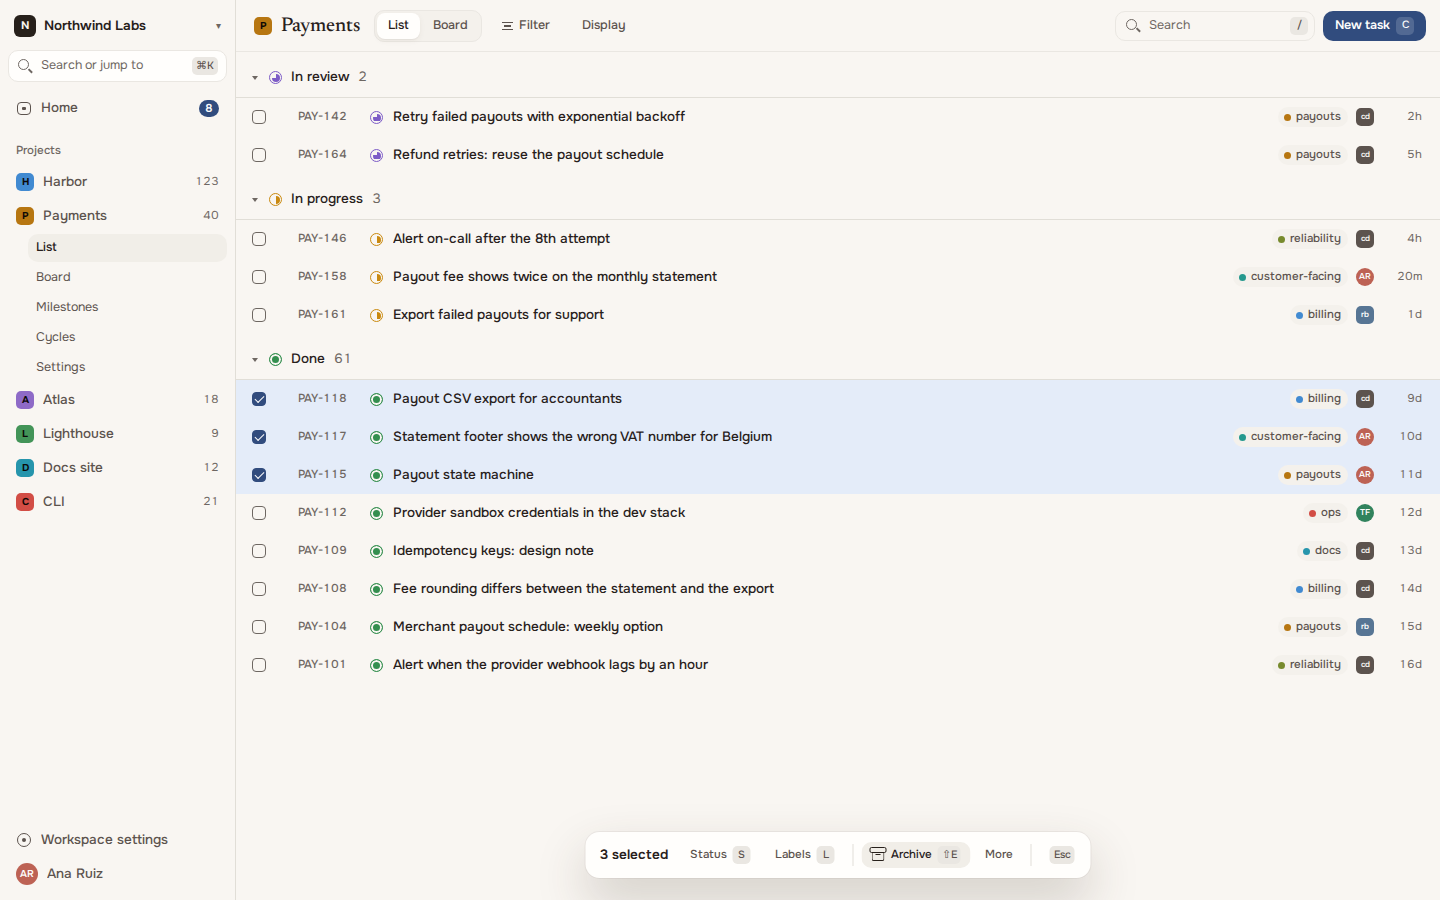 N Northwind Labs
Search or jump to ⌘K
Home 8
Projects
H Harbor 123
P Payments 40
List
Board
Milestones
Cycles
Settings
A Atlas 18
L Lighthouse 9
D Docs site 12
C CLI 21
Workspace settings
AR Ana Ruiz
P Payments List Board Filter Display Search / New task C
In review 2
PAY-142 Retry failed payouts with exponential backoff payouts cd 2h
PAY-164 Refund retries: reuse the payout schedule payouts cd 5h
In progress 3
PAY-146 Alert on-call after the 8th attempt reliability cd 4h
PAY-158 Payout fee shows twice on the monthly statement customer-facing AR 20m
PAY-161 Export failed payouts for support billing rb 1d
Done 61
PAY-118 Payout CSV export for accountants billing cd 9d
PAY-117 Statement footer shows the wrong VAT number for Belgium customer-facing AR 10d
PAY-115 Payout state machine payouts AR 11d
PAY-112 Provider sandbox credentials in the dev stack ops TF 12d
PAY-109 Idempotency keys: design note docs cd 13d
PAY-108 Fee rounding differs between the statement and the export billing cd 14d
PAY-104 Merchant payout schedule: weekly option payouts rb 15d
PAY-101 Alert when the provider webhook lags by an hour reliability cd 16d
3 selected Status S Labels L Archive ⇧E More Esc